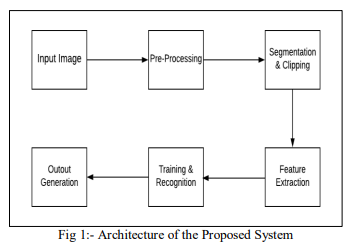 Input Image
Pre-Processing
Segmentation
& Clipping
Feature
Extraction
Training &
Recognition
Outout
Generation
Fig 1:- Architecture of the Proposed System